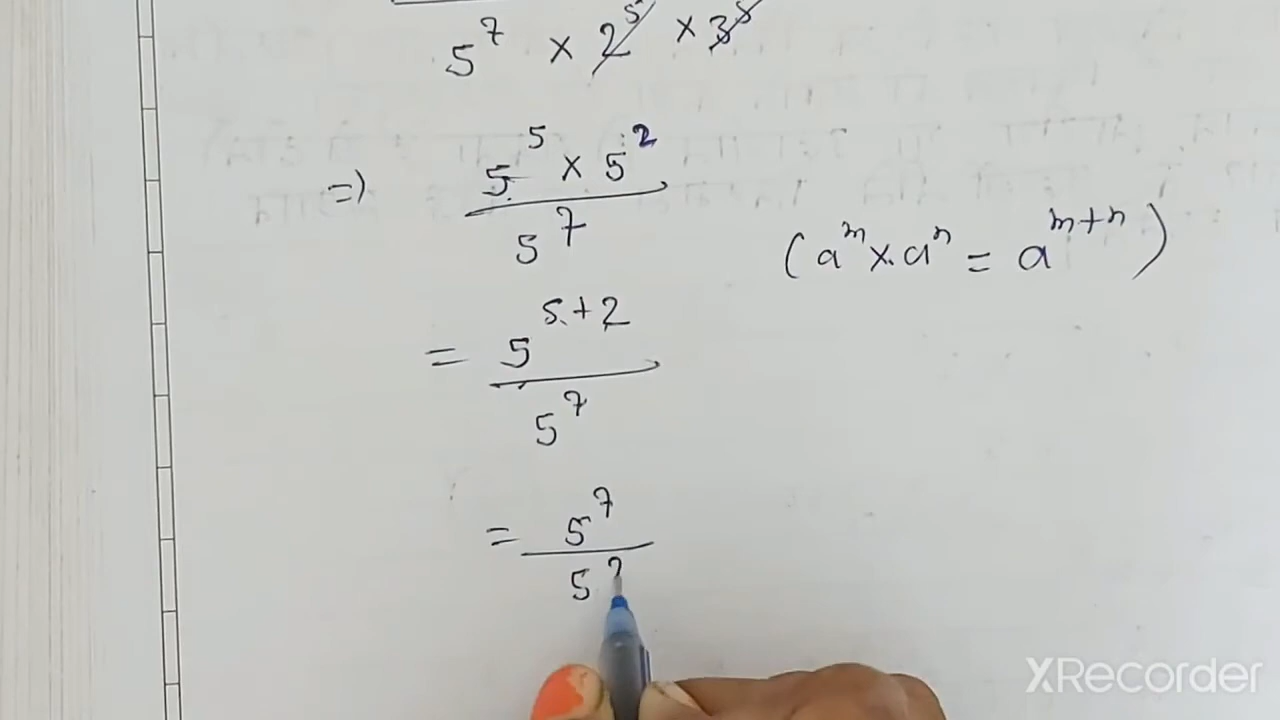 5^7 × 2^5 × 3^5
=) 5^5 × 5^2
5^7
(a^m × a^n = a^{m+n})
= 5^{5+2}
5^7
= 5^7
5
XRecorder